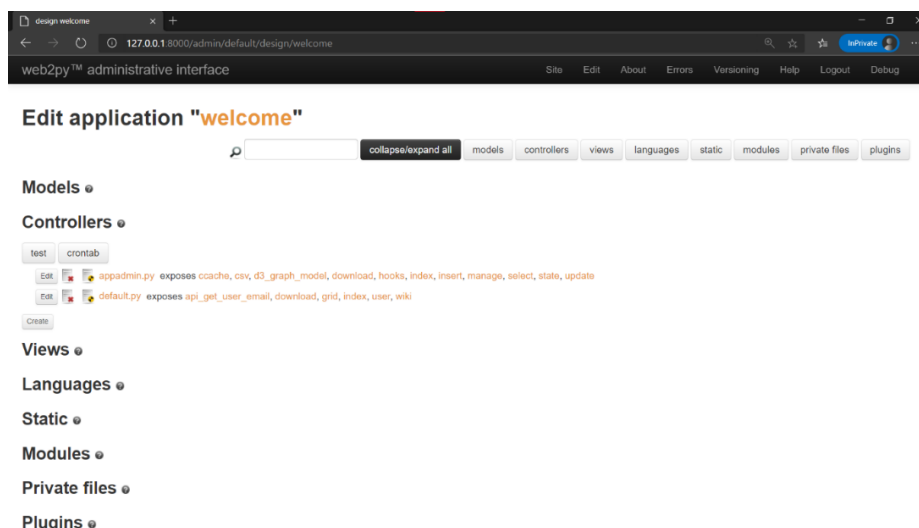 design welcome
127.0.0.1:8000/admin/default/design/welcome
InPrivate
web2py™ administrative interface
Site Edit About Errors Versioning Help Logout Debug
Edit application "welcome"
collapse/expand all models controllers views languages static modules private files plugins
Models
Controllers
test crontab
Edit appadmin.py exposes ccache, csv, d3_graph_model, download, hooks, index, insert, manage, select, state, update
Edit default.py exposes api_get_user_email, download, grid, index, user, wiki
Create
Views
Languages
Static
Modules
Private files
Plugins